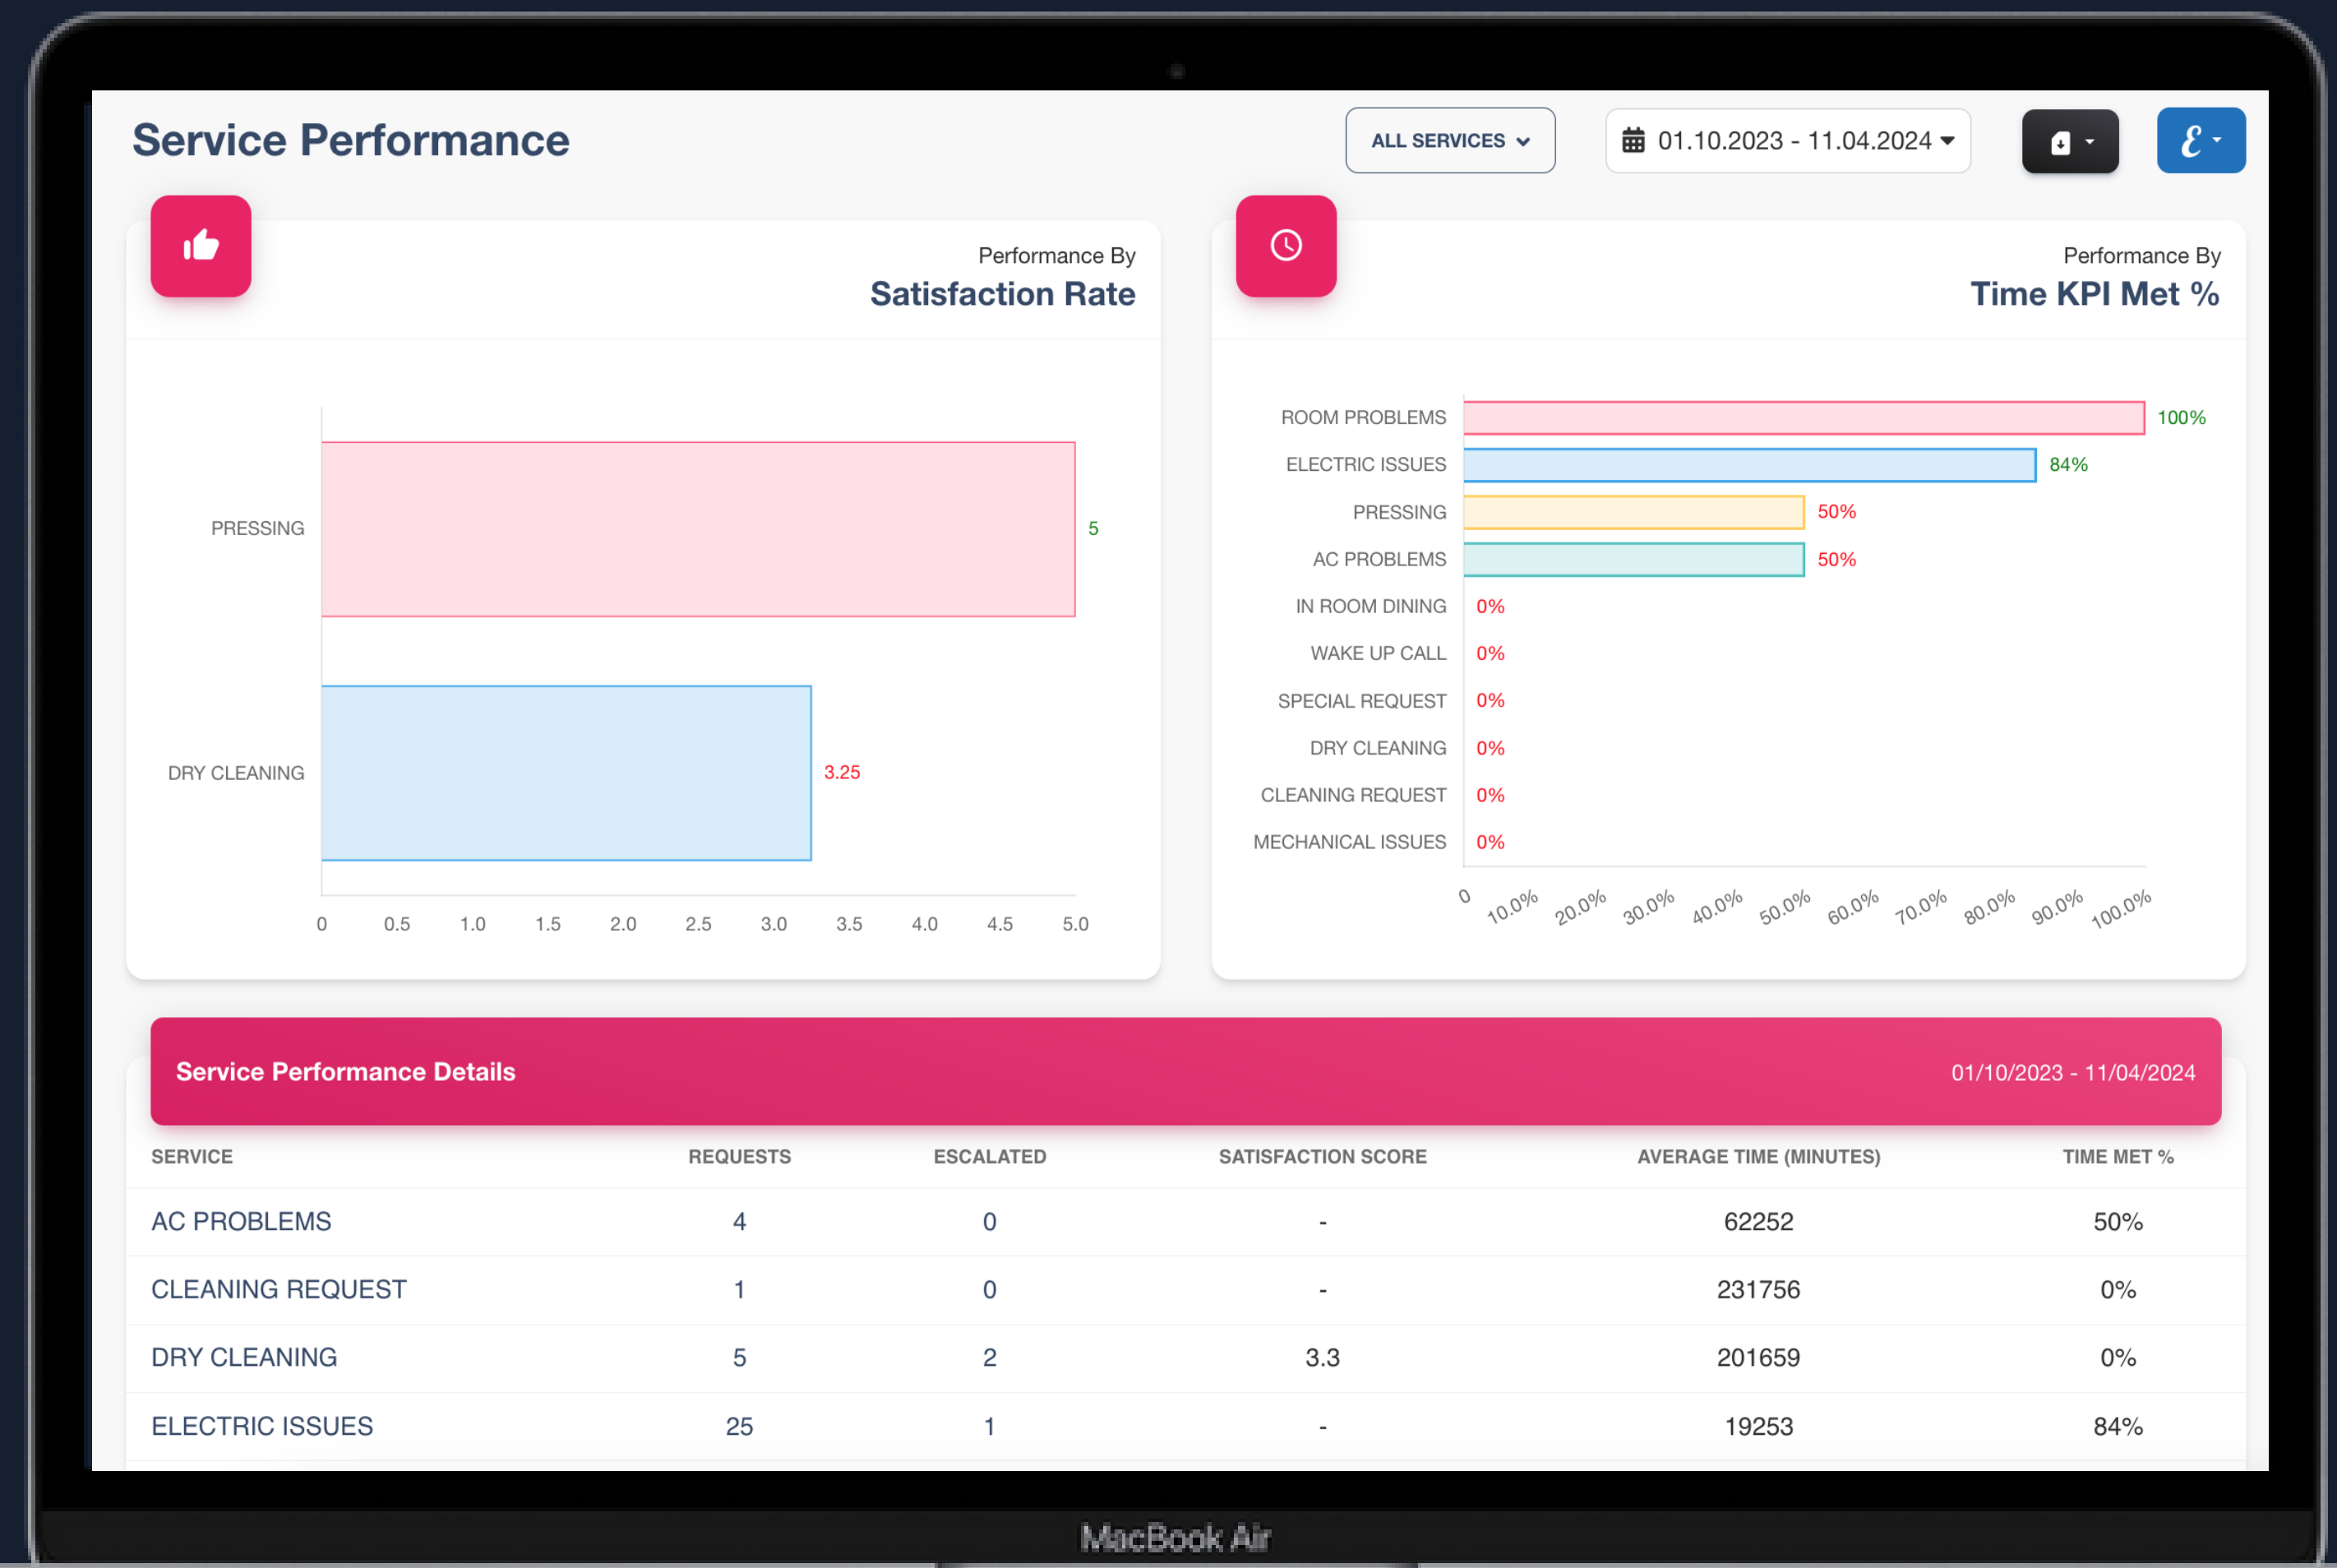 Service Performance
ALL SERVICES
01.10.2023 - 11.04.2024
Performance By
Satisfaction Rate
PRESSING
5
DRY CLEANING
3.25
0 0.5 1.0 1.5 2.0 2.5 3.0 3.5 4.0 4.5 5.0
Performance By
Time KPI Met %
ROOM PROBLEMS 100%
ELECTRIC ISSUES 84%
PRESSING 50%
AC PROBLEMS 50%
IN ROOM DINING 0%
WAKE UP CALL 0%
SPECIAL REQUEST 0%
DRY CLEANING 0%
CLEANING REQUEST 0%
MECHANICAL ISSUES 0%
0 10.0% 20.0% 30.0% 40.0% 50.0% 60.0% 70.0% 80.0% 90.0% 100.0%
Service Performance Details 01/10/2023 - 11/04/2024
SERVICE REQUESTS ESCALATED SATISFACTION SCORE AVERAGE TIME (MINUTES) TIME MET %
AC PROBLEMS 4 0 - 62252 50%
CLEANING REQUEST 1 0 - 231756 0%
DRY CLEANING 5 2 3.3 201659 0%
ELECTRIC ISSUES 25 1 - 19253 84%
MacBook Air